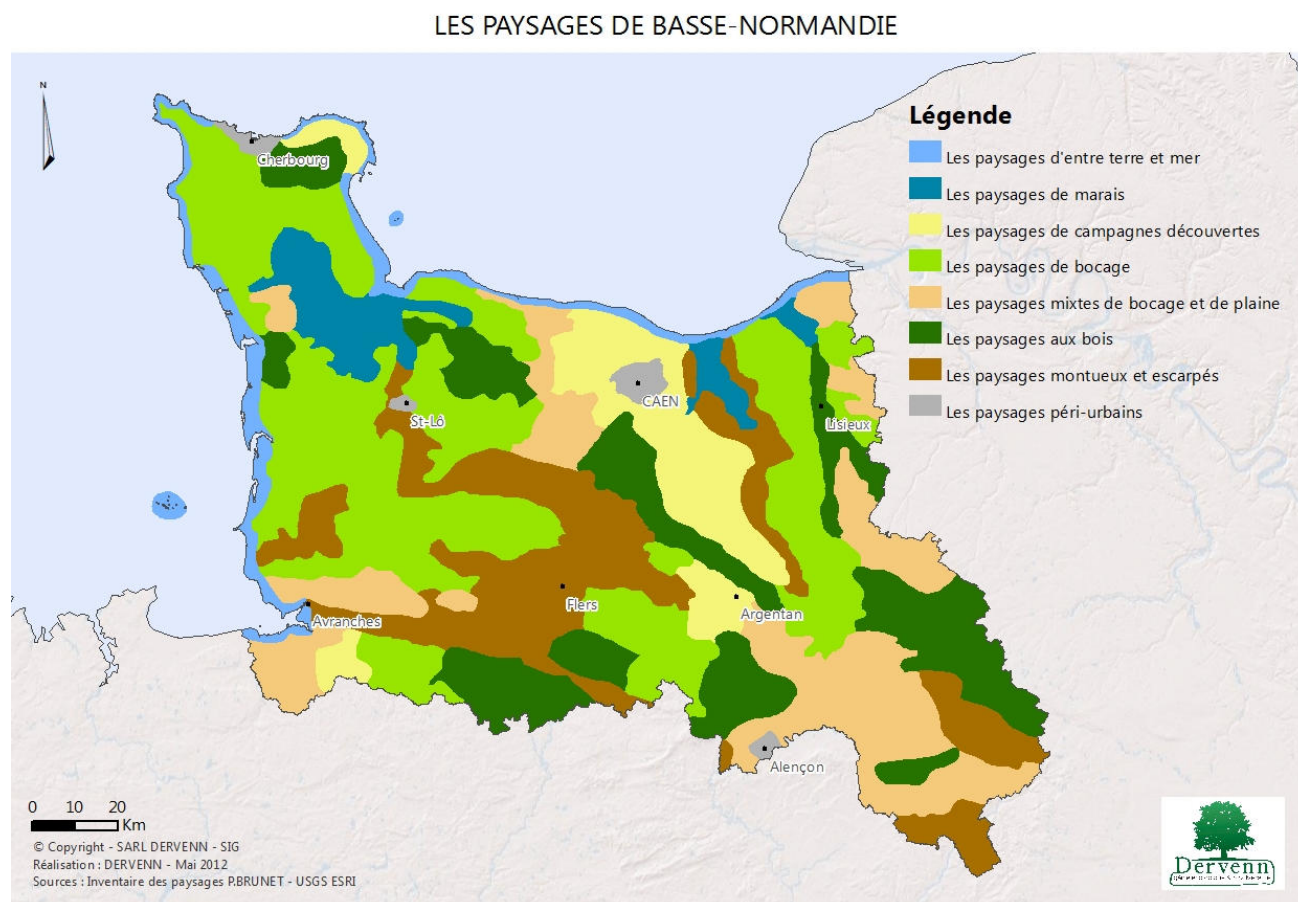 LES PAYSAGES DE BASSE-NORMANDIE
N
Légende
Les paysages d'entre terre et mer
Les paysages de marais
Les paysages de campagnes découvertes
Les paysages de bocage
Les paysages mixtes de bocage et de plaine
Les paysages aux bois
Les paysages montueux et escarpés
Les paysages péri-urbains
Cherbourg
CAEN
St-Lô
Lisieux
Flers
Argentan
Avranches
Alençon
0 10 20
Km
© Copyright - SARL DERVENN - SIG
Réalisation : DERVENN - Mai 2012
Sources : Inventaire des paysages P.BRUNET - USGS ESRI
Dervenn